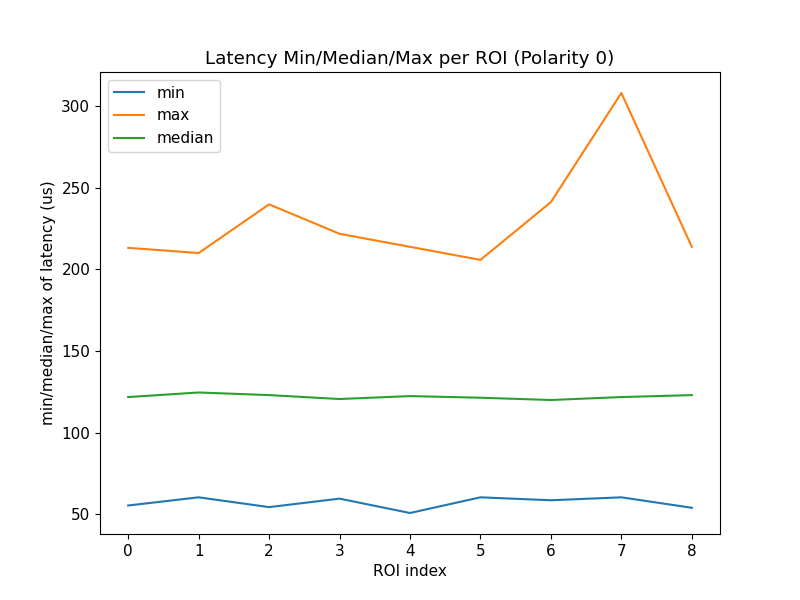 Latency Min/Median/Max per ROI (Polarity 0)
min
max
median
300
250
200
150
100
50
min/median/max of latency (us)
0 1 2 3 4 5 6 7 8
ROI index